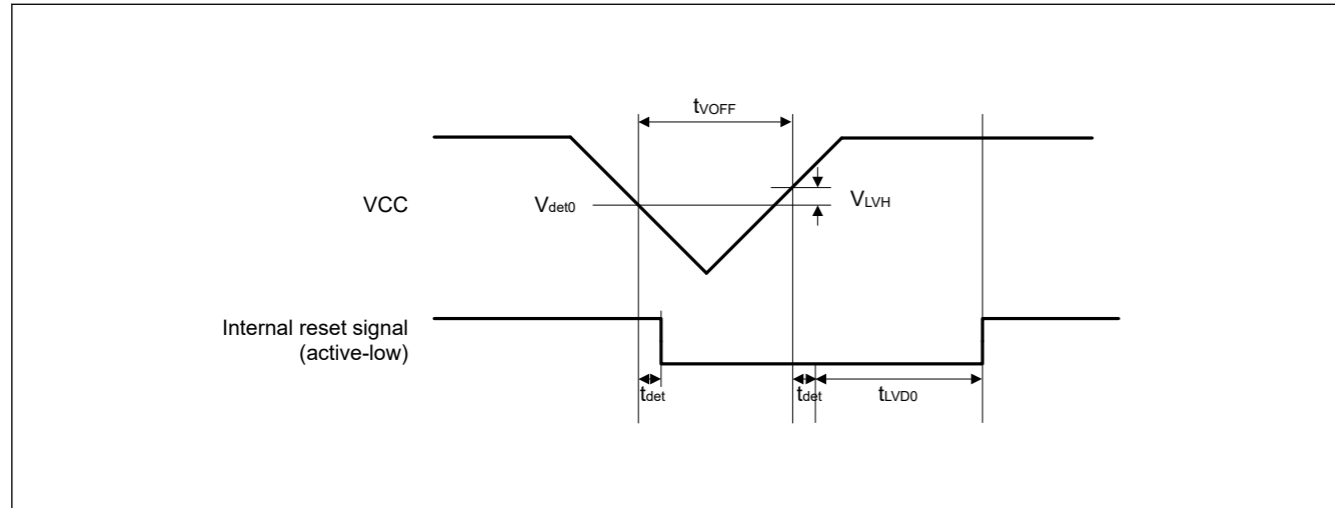 tVOFF
VCC
Vdet0
VLVH
Internal reset signal
(active-low)
tdet
tdet
tLVD0